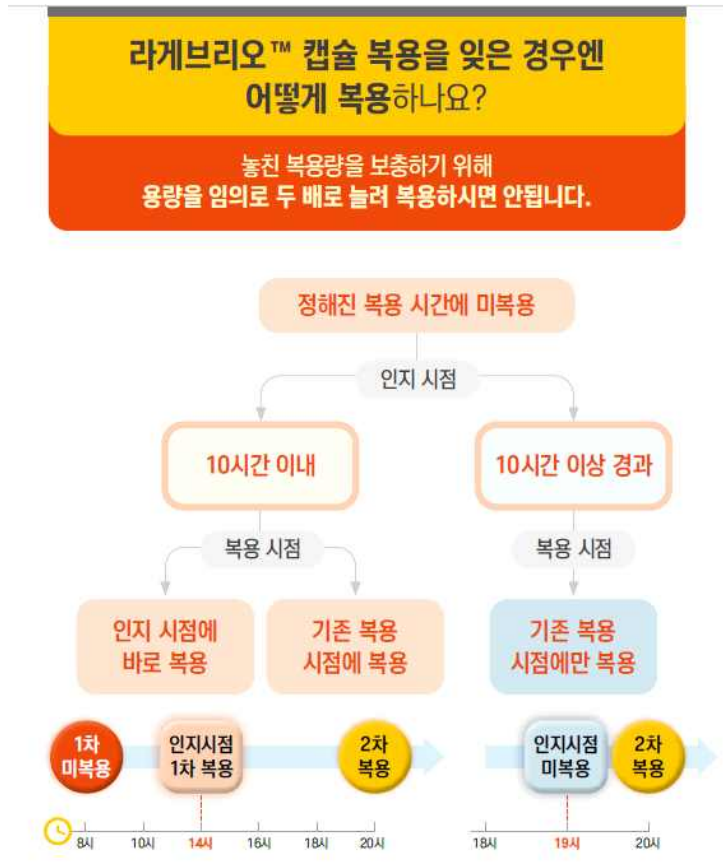 라게브리오™ 캡슐 복용을 잊은 경우엔
어떻게 복용하나요?
놓친 복용량을 보충하기 위해
용량을 임의로 두 배로 늘려 복용하시면 안됩니다.
정해진 복용 시간에 미복용
인지 시점
10시간 이내
10시간 이상 경과
복용 시점
복용 시점
인지 시점에
바로 복용
기존 복용
시점에 복용
기존 복용
시점에만 복용
1차
미복용
인지시점
1차 복용
2차
복용
인지시점
미복용
2차
복용
8시 10시 14시 16시 18시 20시
18시 19시 20시